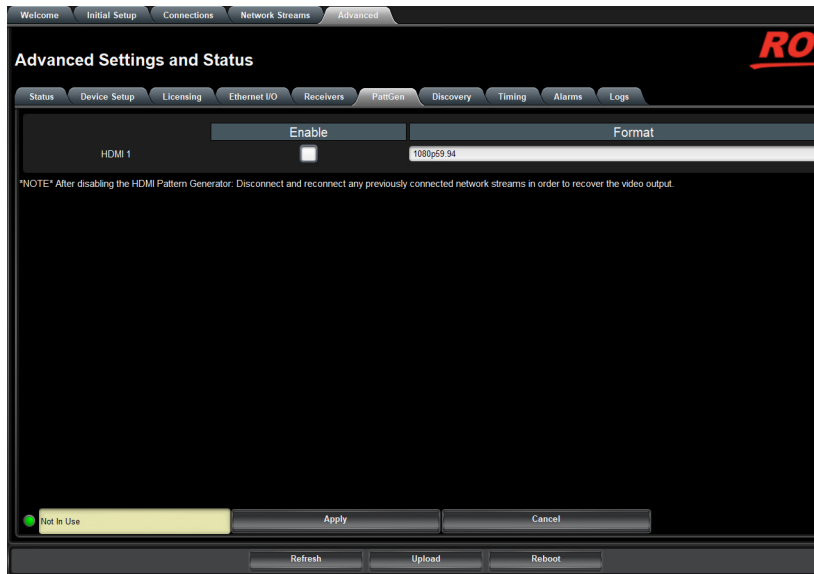 Welcome Initial Setup Connections Network Streams Advanced
Advanced Settings and Status
RO
Status Device Setup Licensing Ethernet I/O Receivers PattGen Discovery Timing Alarms Logs
Enable Format
HDMI 1 1080p59.94
*NOTE* After disabling the HDMI Pattern Generator: Disconnect and reconnect any previously connected network streams in order to recover the video output.
Not In Use Apply Cancel
Refresh Upload Reboot